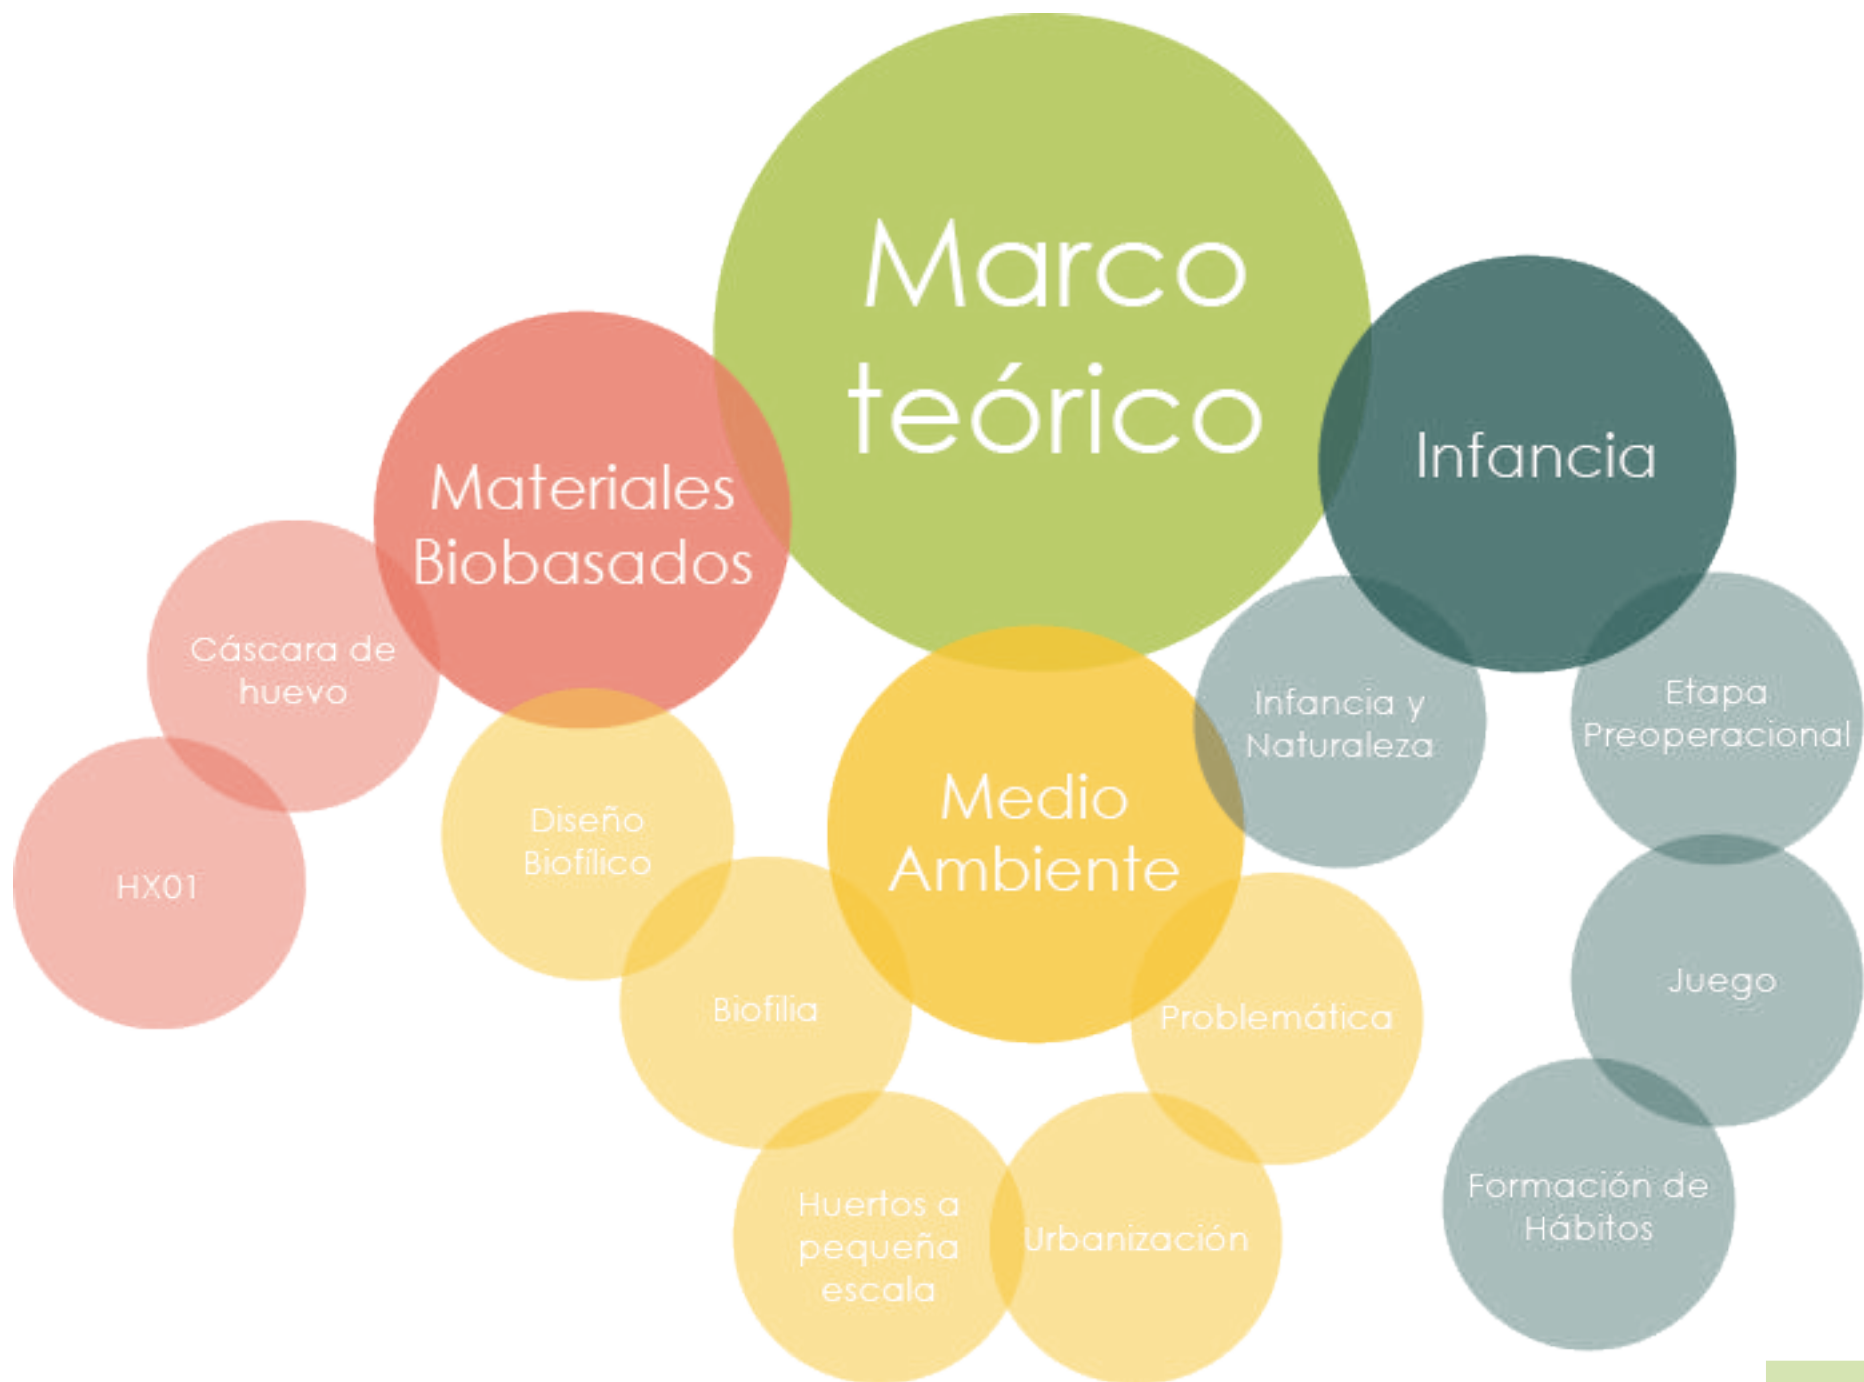 Marco
teórico
Infancia
Materiales
Biobasados
Cáscara de
huevo
HX01
Diseño
Biofílico
Biofilia
Medio
Ambiente
Huertos a
pequeña
escala
Urbanización
Problemática
Infancia y
Naturaleza
Etapa
Preoperacional
Juego
Formación de
Hábitos